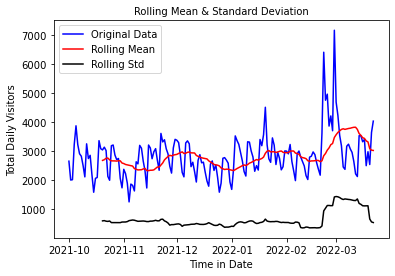 Rolling Mean & Standard Deviation
Original Data
Rolling Mean
Rolling Std
Total Daily Visitors
7000
6000
5000
4000
3000
2000
1000
2021-10
2021-11
2021-12
2022-01
2022-02
2022-03
Time in Date